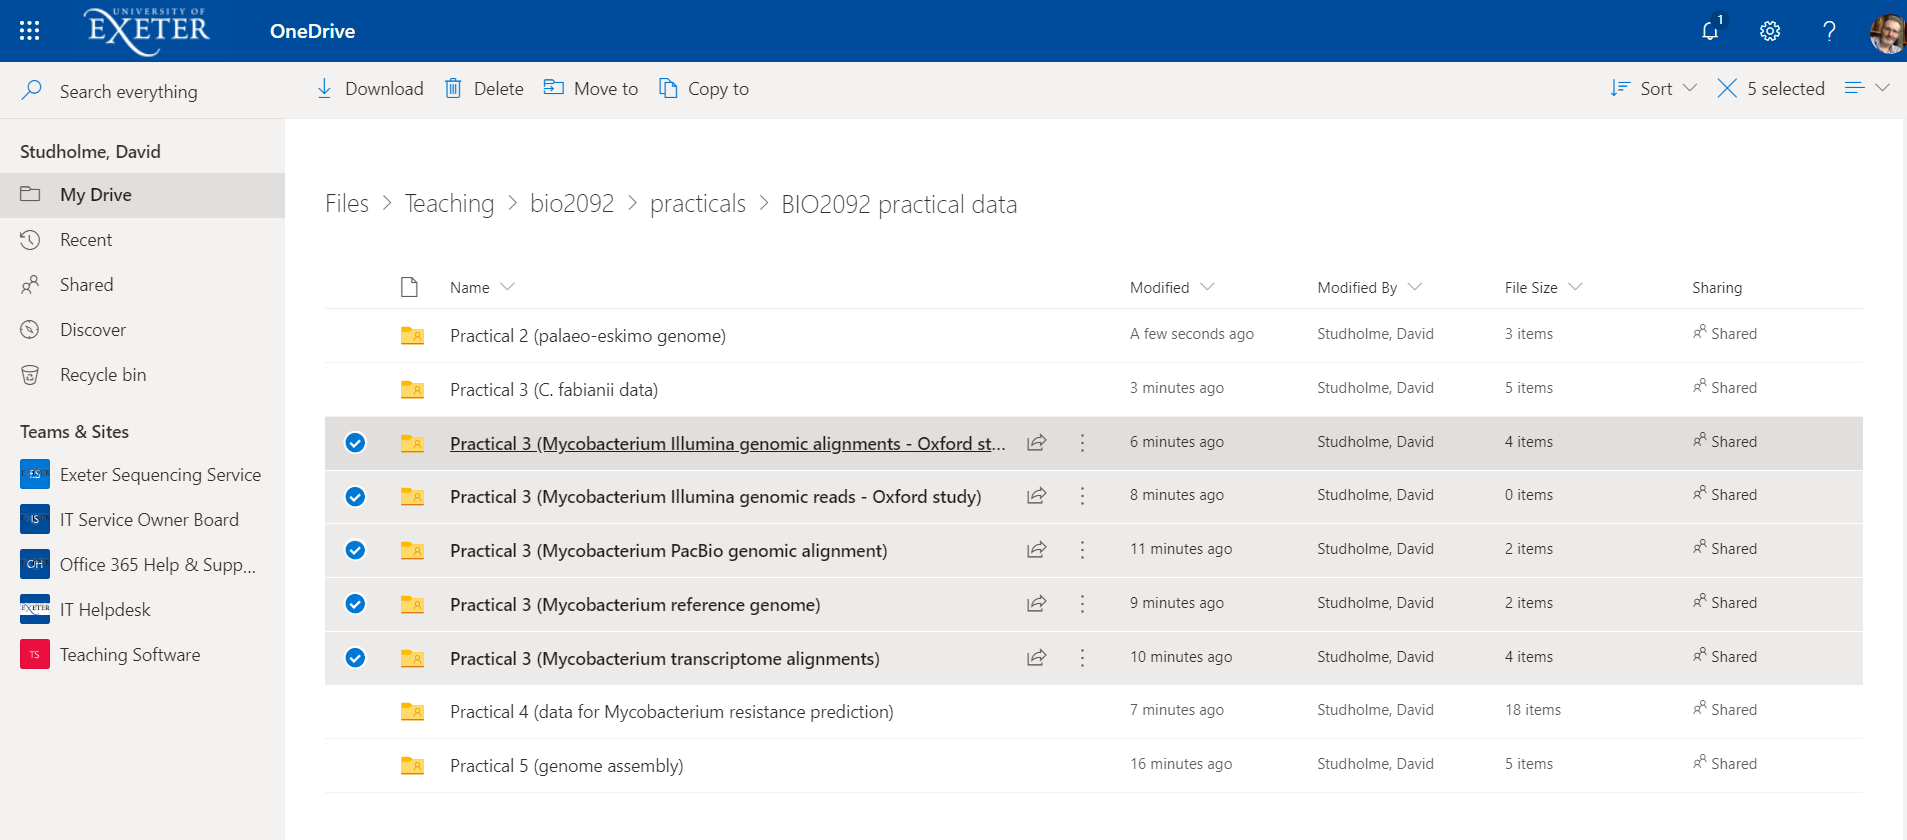 UNIVERSITY OF
EXETER
OneDrive
1
?
Search everything
Download
Delete
Move to
Copy to
Sort
5 selected
Studholme, David
My Drive
Recent
Shared
Discover
Recycle bin
Teams & Sites
ES Exeter Sequencing Service
IS IT Service Owner Board
C/H Office 365 Help & Supp...
EXETER IT Helpdesk
TS Teaching Software
Files > Teaching > bio2092 > practicals > BIO2092 practical data
Name Modified Modified By File Size Sharing
Practical 2 (palaeo-eskimo genome) A few seconds ago Studholme, David 3 items Shared
Practical 3 (C. fabianii data) 3 minutes ago Studholme, David 5 items Shared
Practical 3 (Mycobacterium Illumina genomic alignments - Oxford st... 6 minutes ago Studholme, David 4 items Shared
Practical 3 (Mycobacterium Illumina genomic reads - Oxford study) 8 minutes ago Studholme, David 0 items Shared
Practical 3 (Mycobacterium PacBio genomic alignment) 11 minutes ago Studholme, David 2 items Shared
Practical 3 (Mycobacterium reference genome) 9 minutes ago Studholme, David 2 items Shared
Practical 3 (Mycobacterium transcriptome alignments) 10 minutes ago Studholme, David 4 items Shared
Practical 4 (data for Mycobacterium resistance prediction) 7 minutes ago Studholme, David 18 items Shared
Practical 5 (genome assembly) 16 minutes ago Studholme, David 5 items Shared